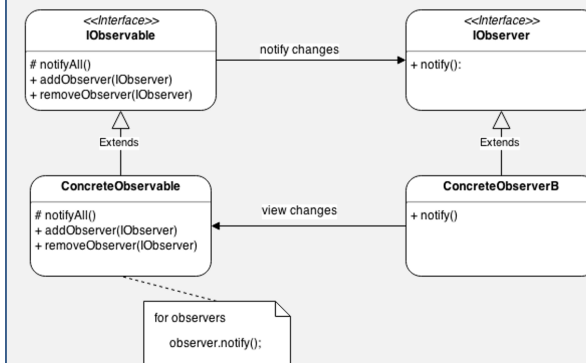 <<Interface>>
IObservable
# notifyAll()
+ addObserver(IObserver)
+ removeObserver(IObserver)
notify changes
<<Interface>>
IObserver
+ notify():
Extends
Extends
ConcreteObservable
# notifyAll()
+ addObserver(IObserver)
+ removeObserver(IObserver)
view changes
ConcreteObserverB
+ notify()
for observers
observer.notify();